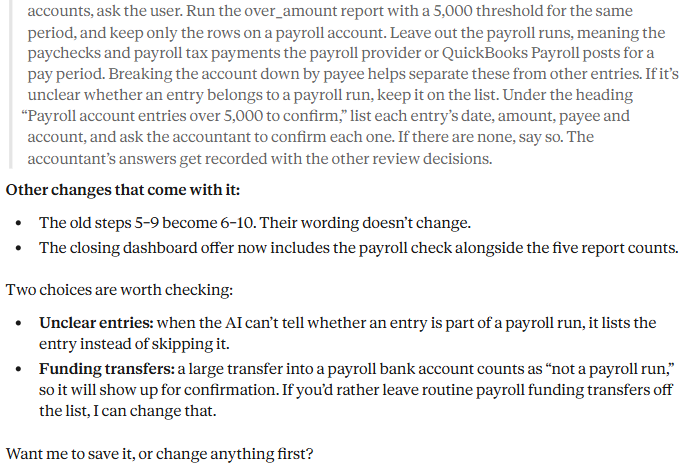 accounts, ask the user. Run the over_amount report with a 5,000 threshold for the same
period, and keep only the rows on a payroll account. Leave out the payroll runs, meaning the
paychecks and payroll tax payments the payroll provider or QuickBooks Payroll posts for a
pay period. Breaking the account down by payee helps separate these from other entries. If it's
unclear whether an entry belongs to a payroll run, keep it on the list. Under the heading
“Payroll account entries over 5,000 to confirm,” list each entry's date, amount, payee and
account, and ask the accountant to confirm each one. If there are none, say so. The
accountant's answers get recorded with the other review decisions.
Other changes that come with it:
• The old steps 5–9 become 6–10. Their wording doesn't change.
• The closing dashboard offer now includes the payroll check alongside the five report counts.
Two choices are worth checking:
• Unclear entries: when the AI can't tell whether an entry is part of a payroll run, it lists the
entry instead of skipping it.
• Funding transfers: a large transfer into a payroll bank account counts as “not a payroll run,”
so it will show up for confirmation. If you'd rather leave routine payroll funding transfers off
the list, I can change that.
Want me to save it, or change anything first?